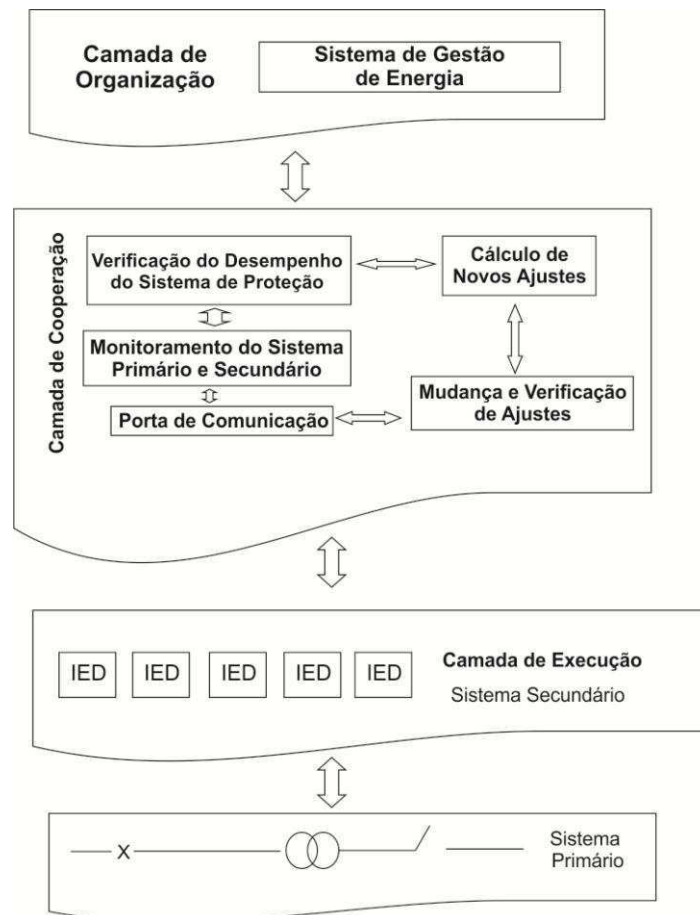 Camada de
Organização
Sistema de Gestão
de Energia
Camada de Cooperação
Verificação do Desempenho
do Sistema de Proteção
Cálculo de
Novos Ajustes
Monitoramento do Sistema
Primário e Secundário
Mudança e Verificação
de Ajustes
Porta de Comunicação
IED IED IED IED IED
Camada de Execução
Sistema Secundário
X
Sistema
Primário